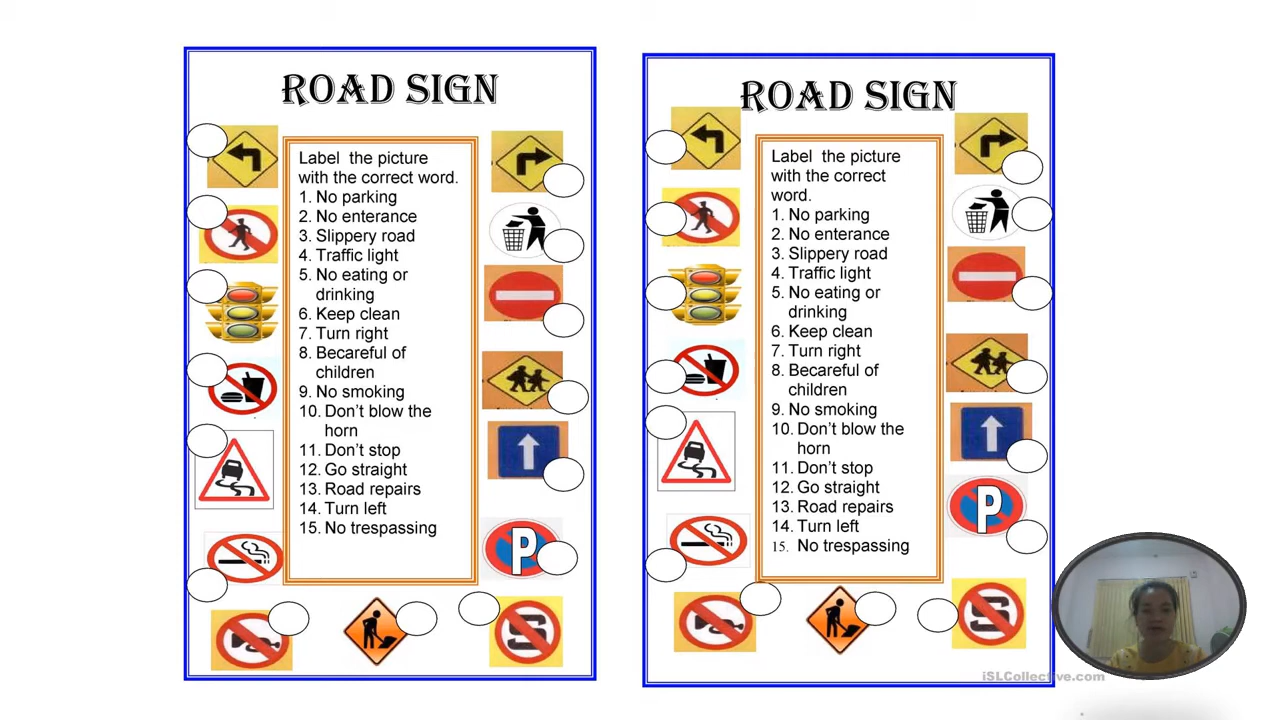 ROAD SIGN
Label the picture
with the correct word.
1. No parking
2. No enterance
3. Slippery road
4. Traffic light
5. No eating or
drinking
6. Keep clean
7. Turn right
8. Becareful of
children
9. No smoking
10. Don't blow the
horn
11. Don't stop
12. Go straight
13. Road repairs
14. Turn left
15. No trespassing
P
S
ROAD SIGN
Label the picture
with the correct
word.
1. No parking
2. No enterance
3. Slippery road
4. Traffic light
5. No eating or
drinking
6. Keep clean
7. Turn right
8. Becareful of
children
9. No smoking
10. Don't blow the
horn
11. Don't stop
12. Go straight
13. Road repairs
14. Turn left
15. No trespassing
P
S
iSLCollective.com